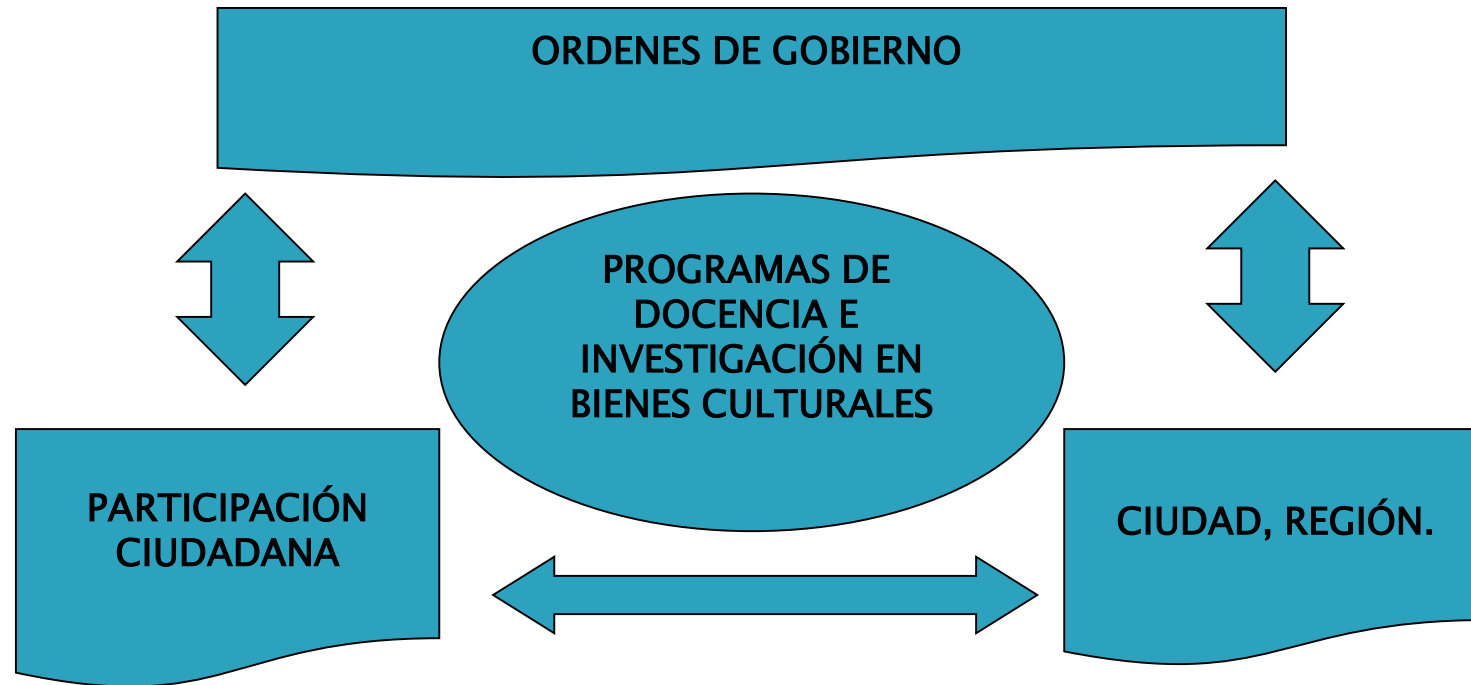 ORDENES DE GOBIERNO
PROGRAMAS DE
DOCENCIA E
INVESTIGACIÓN EN
BIENES CULTURALES
PARTICIPACIÓN
CIUDADANA
CIUDAD, REGIÓN.